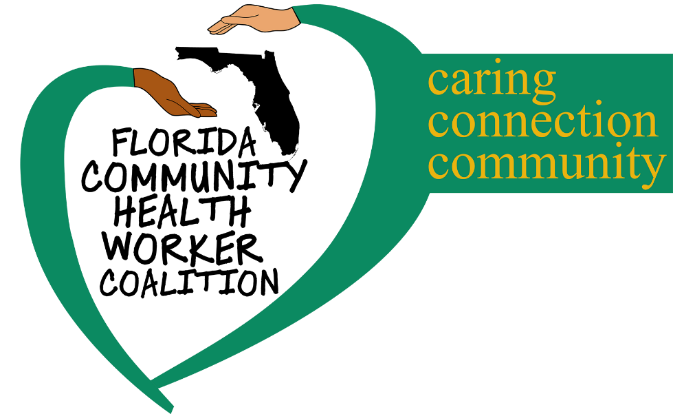 FLORIDA
COMMUNITY
HEALTH
WORKER
COALITION
caring
connection
community